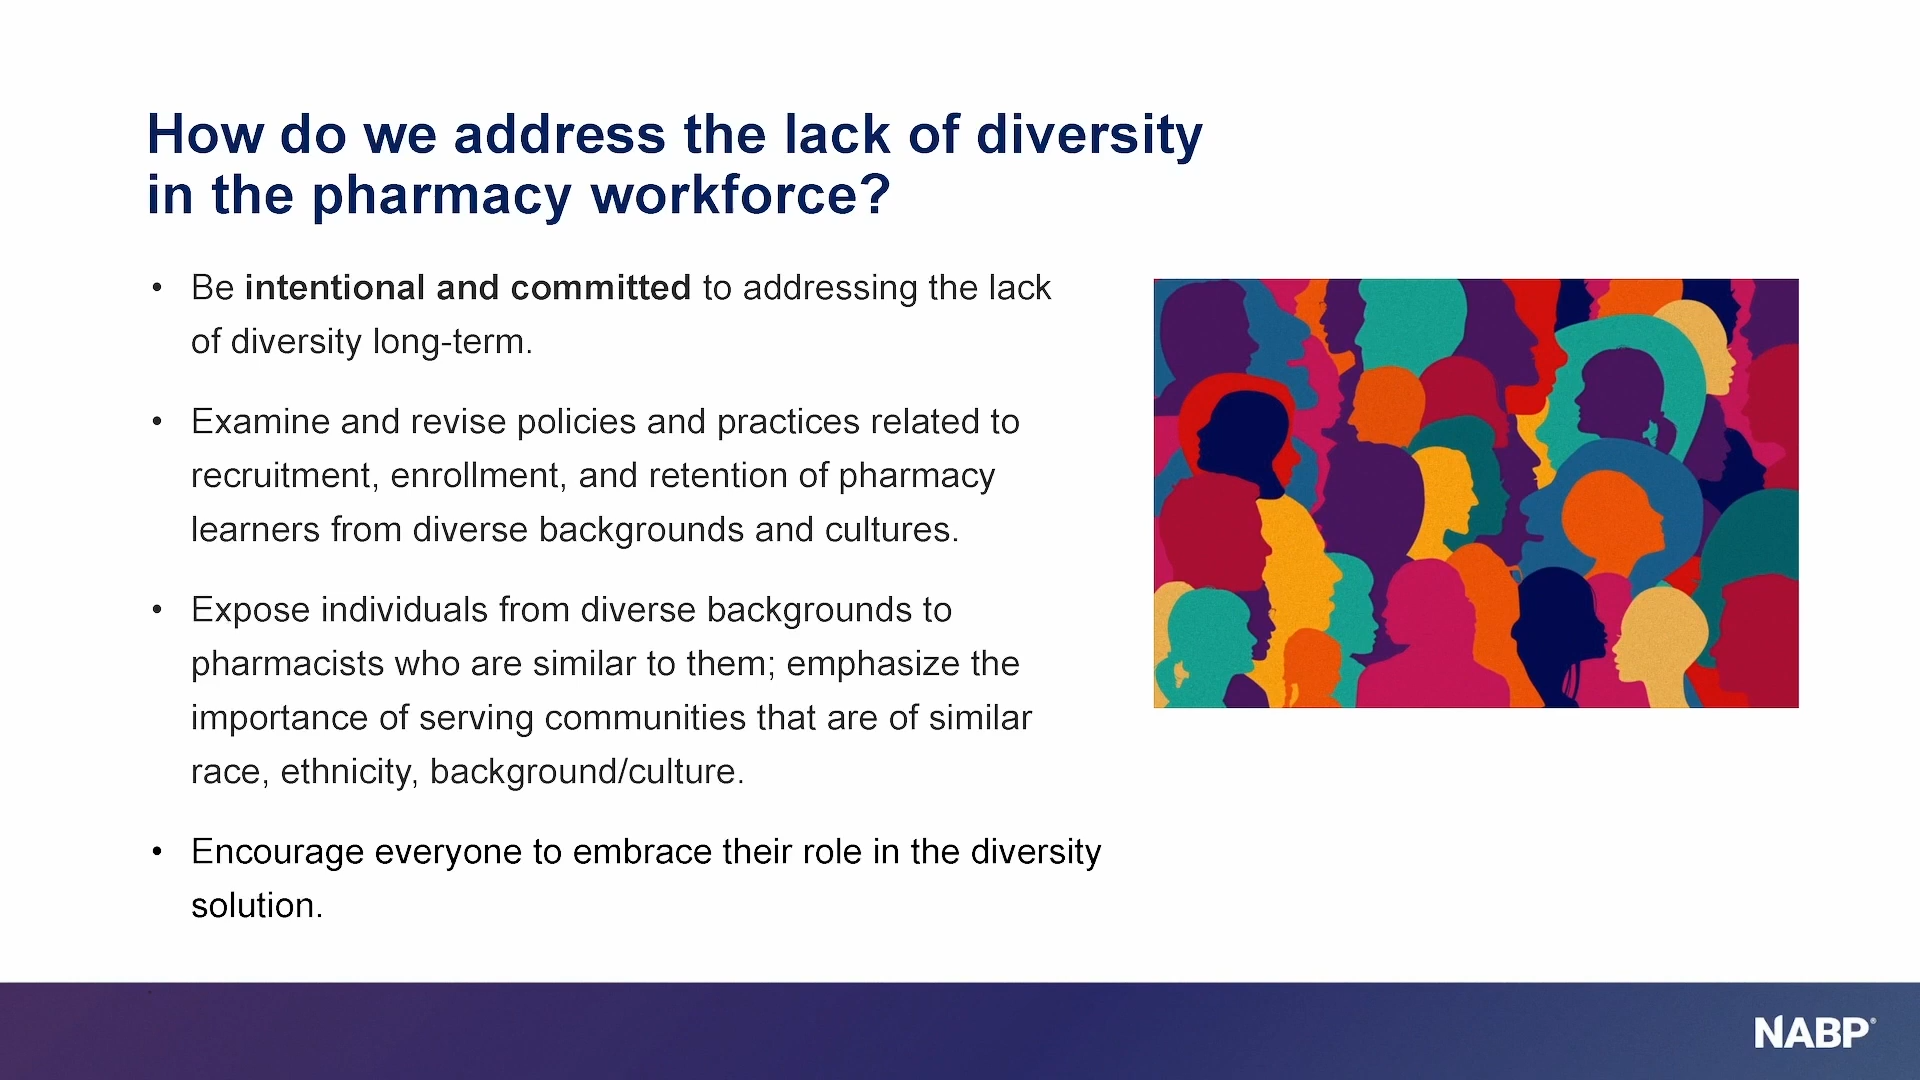 How do we address the lack of diversity
in the pharmacy workforce?
• Be intentional and committed to addressing the lack
of diversity long-term.
• Examine and revise policies and practices related to
recruitment, enrollment, and retention of pharmacy
learners from diverse backgrounds and cultures.
• Expose individuals from diverse backgrounds to
pharmacists who are similar to them; emphasize the
importance of serving communities that are of similar
race, ethnicity, background/culture.
• Encourage everyone to embrace their role in the diversity
solution.
NABP®